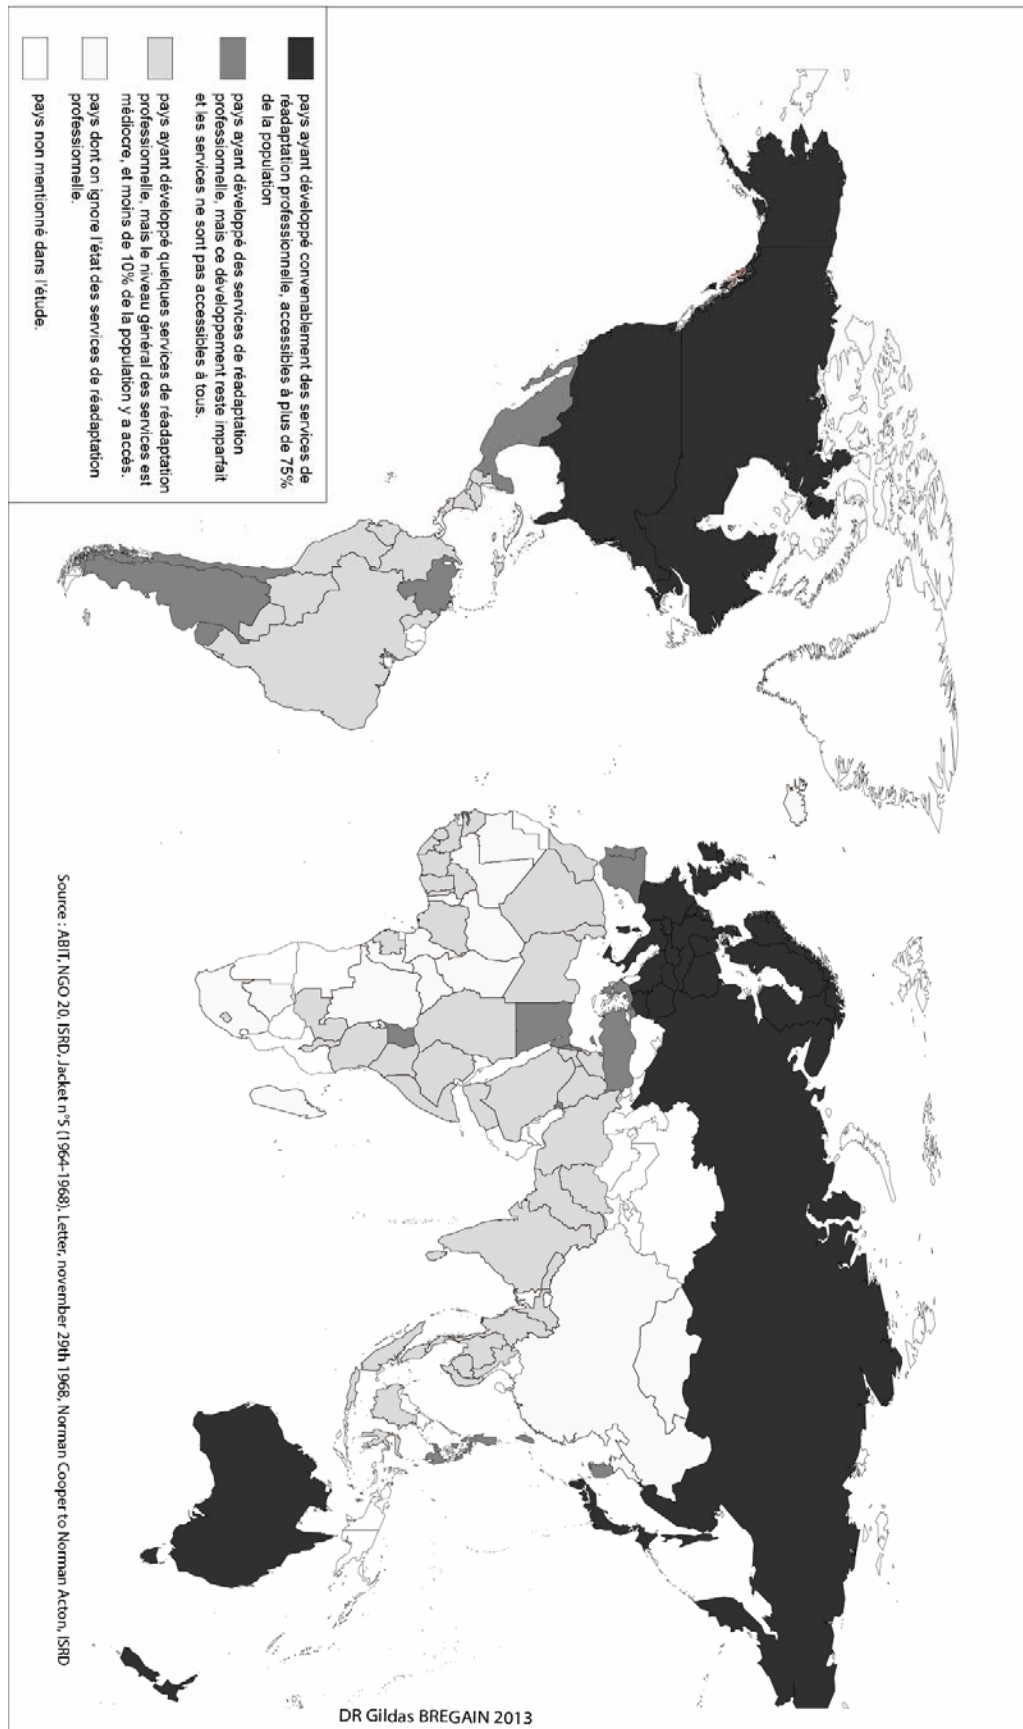 pays ayant développé convenablement des services de
réadaptation professionnelle, accessibles à plus de 75%
de la population
pays ayant développé des services de réadaptation
professionnelle, mais ce développement reste imparfait
et les services ne sont pas accessibles à tous.
pays ayant développé quelques services de réadaptation
professionnelle, mais le niveau général des services est
médiocre, et moins de 10% de la population y a accès.
pays dont on ignore l'état des services de réadaptation
professionnelle.
pays non mentionné dans l'étude.
Source : ABIT, NGO 20, ISRD, Jacket n°5 (1964-1968), Letter, november 29th 1968, Norman Cooper to Norman Acton, ISRD
DR Gildas BREGAIN 2013